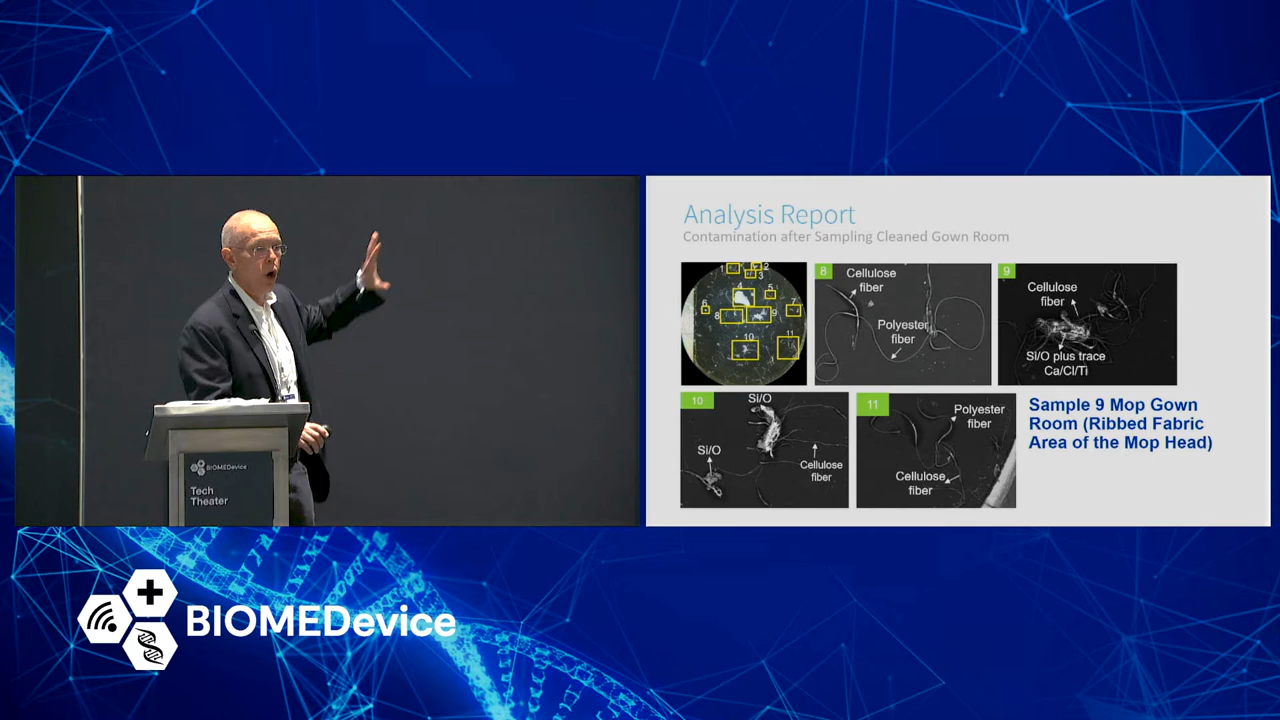 Analysis Report
Contamination after Sampling Cleaned Gown Room
1
2
3
4
5
6
7
8
9
10
11
8
Cellulose
fiber
Polyester
fiber
9
Cellulose
fiber
Si/O plus trace
Ca/Cl/Ti
10
Si/O
Si/O
Cellulose
fiber
11
Polyester
fiber
Cellulose
fiber
Sample 9 Mop Gown
Room (Ribbed Fabric
Area of the Mop Head)
BIOMEDevice
Tech
Theater
BIOMEDevice